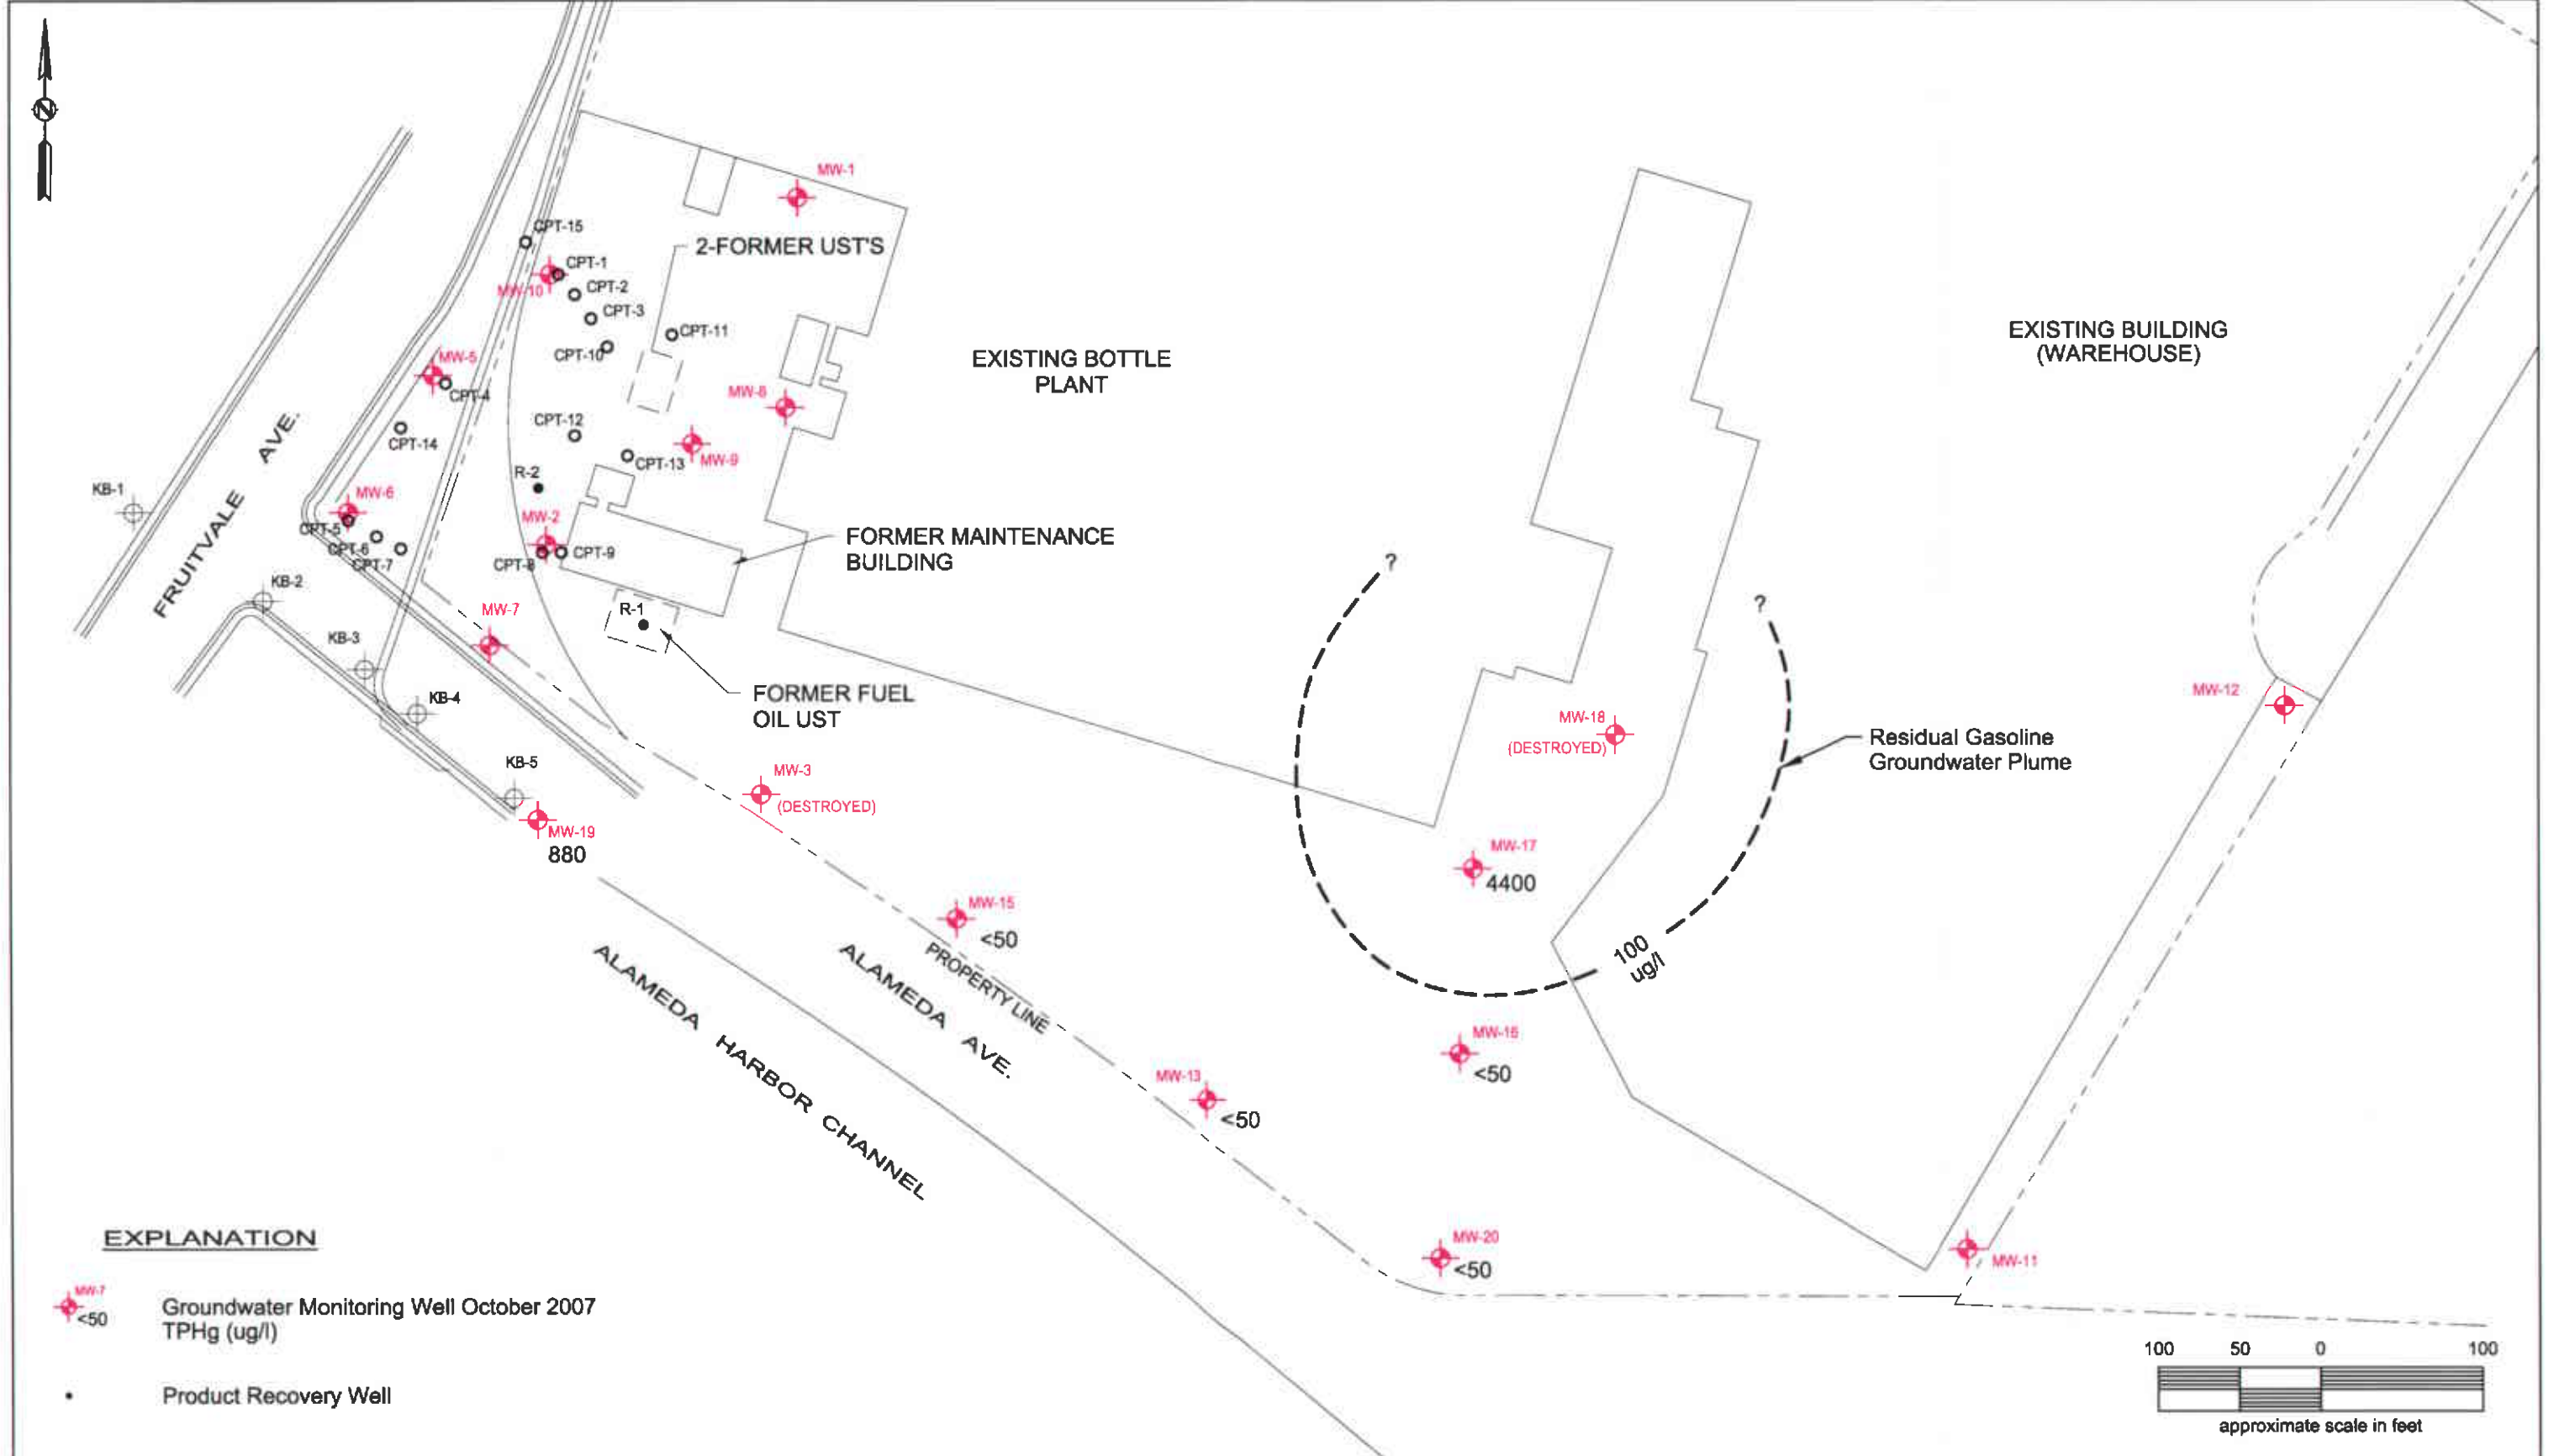 N
MW-1
CPT-15
2-FORMER UST'S
CPT-1
MW-10
CPT-2
CPT-3
CPT-11
CPT-10
MW-5
CPT-4
EXISTING BOTTLE
PLANT
EXISTING BUILDING
(WAREHOUSE)
MW-8
CPT-12
CPT-14
CPT-13
MW-9
FRUITVALE AVE.
R-2
KB-1
MW-6
CPT-5
CPT-6
CPT-7
MW-2
CPT-8
CPT-9
FORMER MAINTENANCE
BUILDING
KB-2
?
?
R-1
MW-7
KB-3
KB-4
FORMER FUEL
OIL UST
MW-12
MW-18
(DESTROYED)
Residual Gasoline
Groundwater Plume
KB-5
MW-3
(DESTROYED)
MW-19
880
MW-17
4400
MW-15
<50
PROPERTY LINE
100
ug/l
ALAMEDA HARBOR CHANNEL
ALAMEDA AVE.
MW-16
<50
MW-13
<50
MW-20
<50
MW-11
EXPLANATION
MW-7
<50
Groundwater Monitoring Well October 2007
TPHg (ug/l)
Product Recovery Well
100 50 0 100
approximate scale in feet